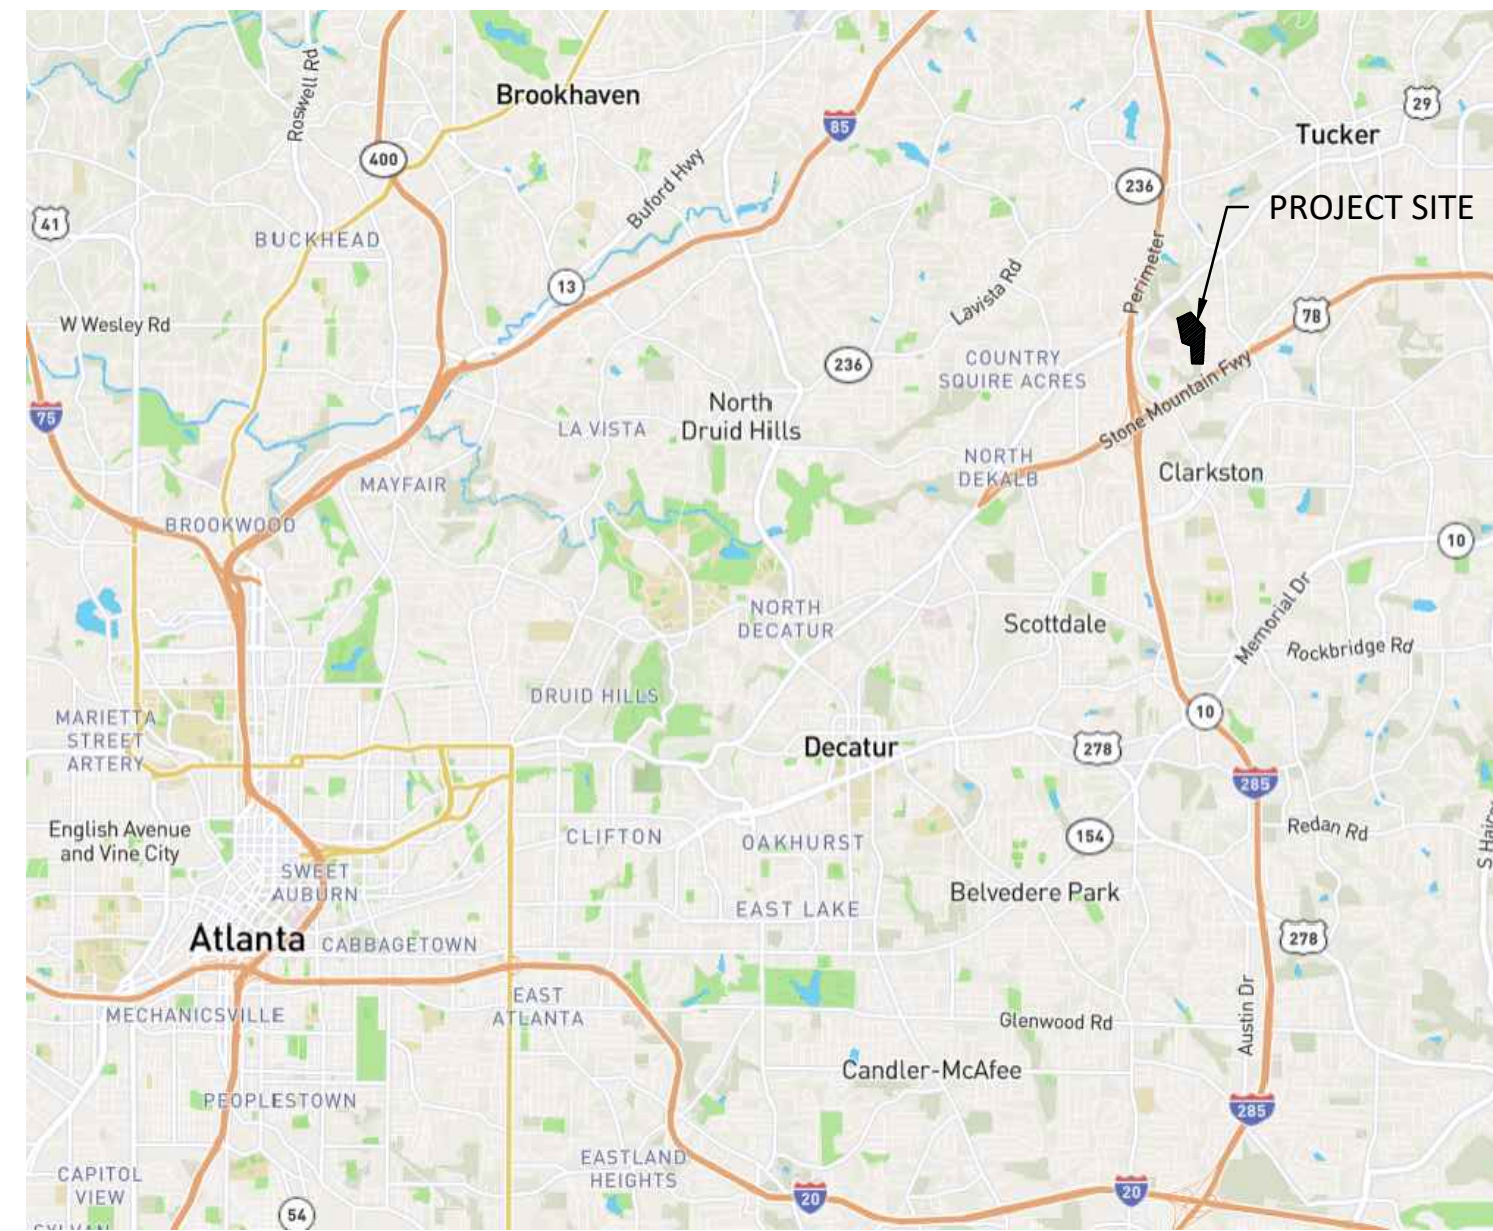 Brookhaven
Roswell Rd
85
29
Tucker
400
Buford Hwy
236
PROJECT SITE
41
BUCKHEAD
Perimeter
13
Lavista Rd
78
W Wesley Rd
236
COUNTRY
SQUIRE ACRES
Stone Mountain Fwy
75
North
Druid Hills
LA VISTA
NORTH
DEKALB
Clarkston
MAYFAIR
BROOKWOOD
10
NORTH
DECATUR
Scottdale
Memorial Dr
Rockbridge Rd
DRUID HILLS
MARIETTA
STREET
ARTERY
10
Decatur
278
285
English Avenue
and Vine City
CLIFTON
OAKHURST
154
Redan Rd
SWEET
AUBURN
Belvedere Park
EAST LAKE
Atlanta
CABBAGETOWN
278
EAST
ATLANTA
MECHANICSVILLE
Glenwood Rd
Austin Dr
Candler-McAfee
PEOPLESTOWN
285
EASTLAND
HEIGHTS
CAPITOL
VIEW
20
20
54